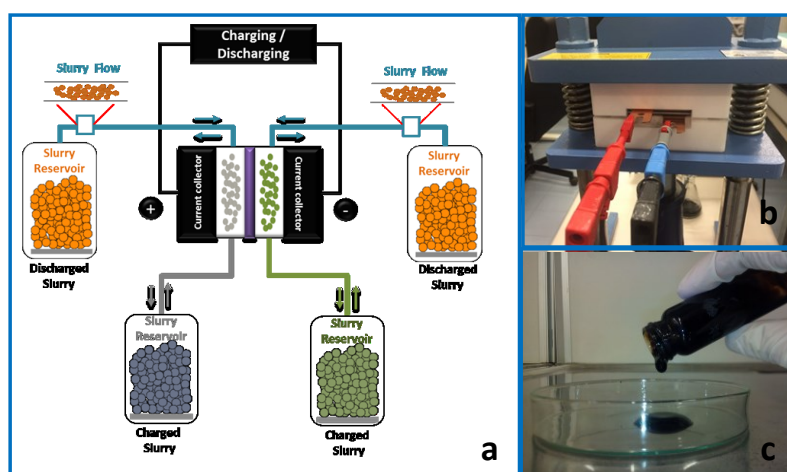 Charging /
Discharging
Slurry Flow
Slurry Flow
Slurry
Reservoir
Slurry
Reservoir
Current collector
Current collector
+
-
Discharged
Slurry
Discharged
Slurry
Slurry
Reservoir
Slurry
Reservoir
Charged
Slurry
Charged
Slurry
a
b
c